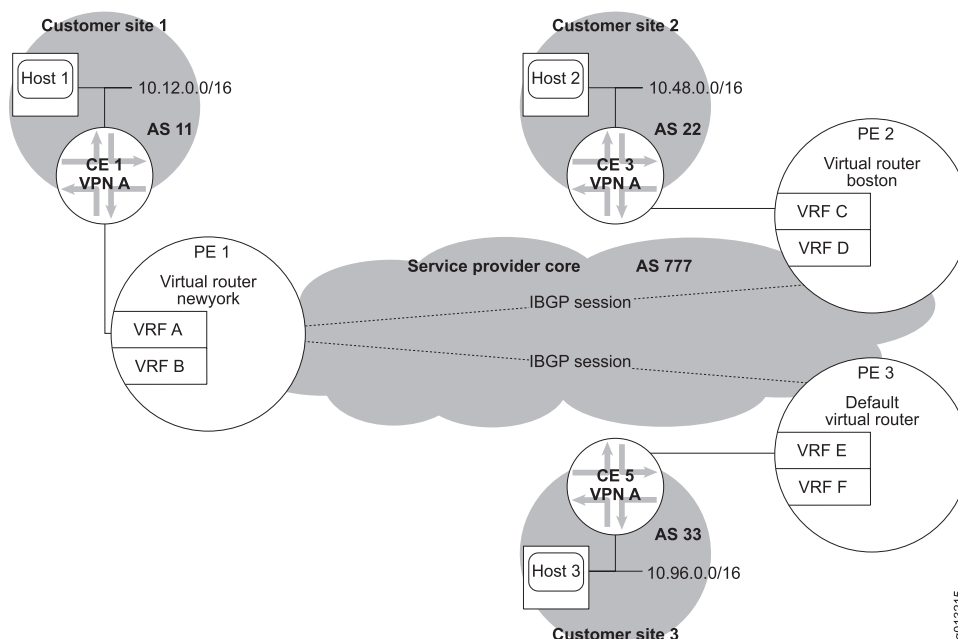 Customer site 1
Customer site 2
Host 1
10.12.0.0/16
AS 11
CE 1
VPN A
Host 2
10.48.0.0/16
AS 22
CE 3
VPN A
PE 2
Virtual router
boston
VRF C
VRF D
PE 1
Virtual router
newyork
VRF A
VRF B
Service provider core
AS 777
IBGP session
IBGP session
PE 3
Default
virtual router
VRF E
VRF F
CE 5
VPN A
AS 33
Host 3
10.96.0.0/16
Customer site 3
g013215